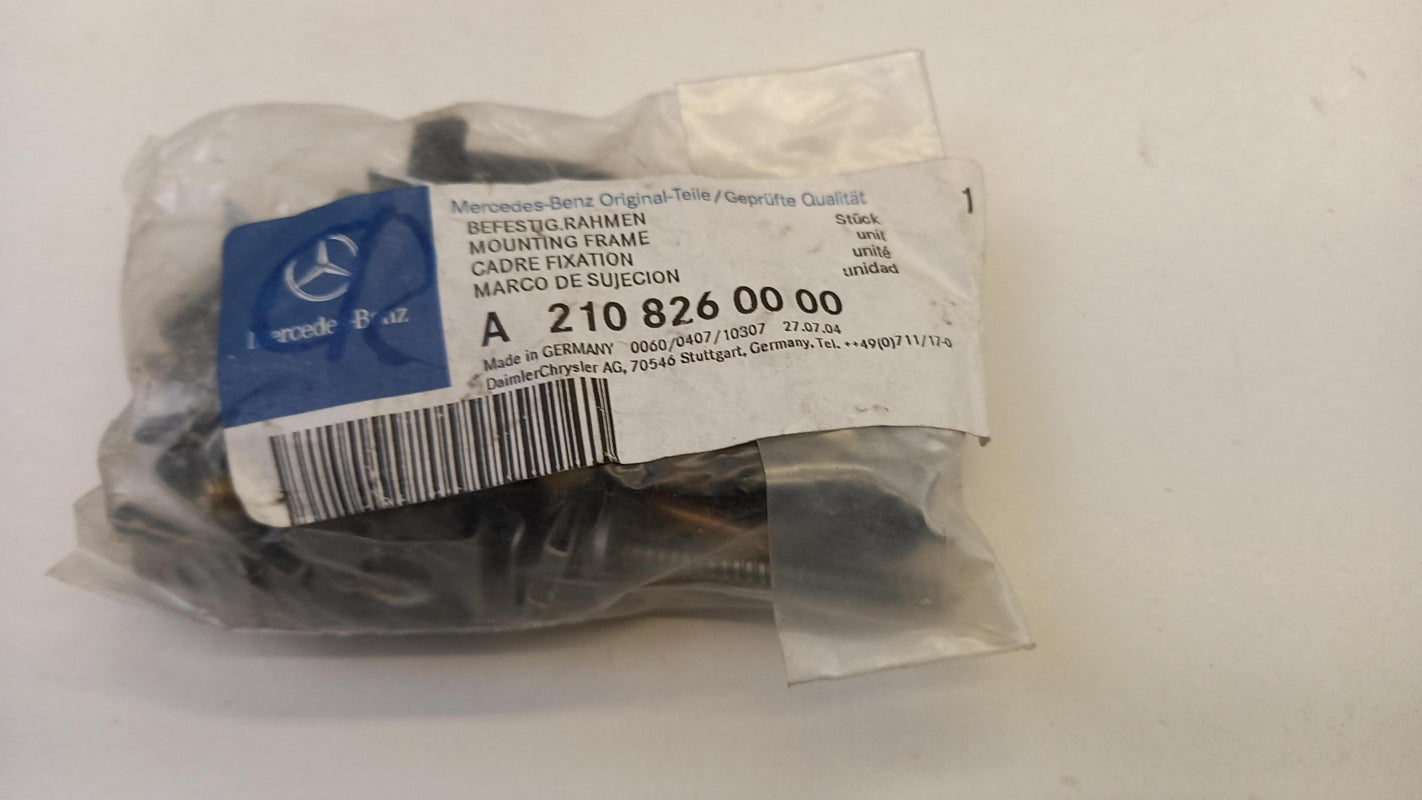 Mercedes-Benz Original-Teile/Geprüfte Qualität
1
BEFESTIG.RAHMEN
MOUNTING FRAME
CADRE FIXATION
MARCO DE SUJECION
Stück
unit
unité
unidad
A 210 826 00 00
Made in GERMANY 0060/0407/10307 27.07.04
DaimlerChrysler AG, 70546 Stuttgart, Germany, Tel. ++49(0)711/17-0
Mercedes-Benz